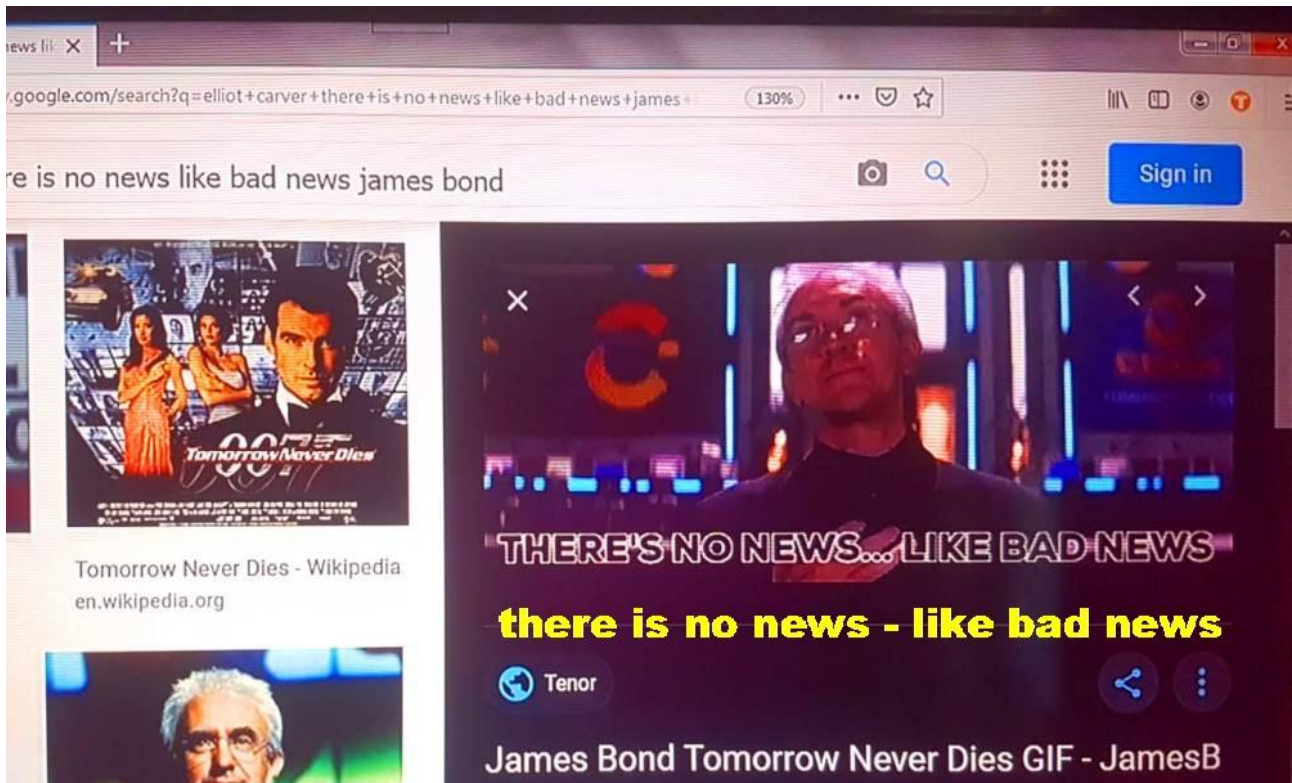 ews lik
.google.com/search?q=elliot+carver+there+is+no+news+like+bad+news+james+
130%
re is no news like bad news james bond
Sign in
007
Tomorrow Never Dies
THERE'S NO NEWS... LIKE BAD NEWS
there is no news - like bad news
Tomorrow Never Dies - Wikipedia
en.wikipedia.org
Tenor
James Bond Tomorrow Never Dies GIF - JamesB